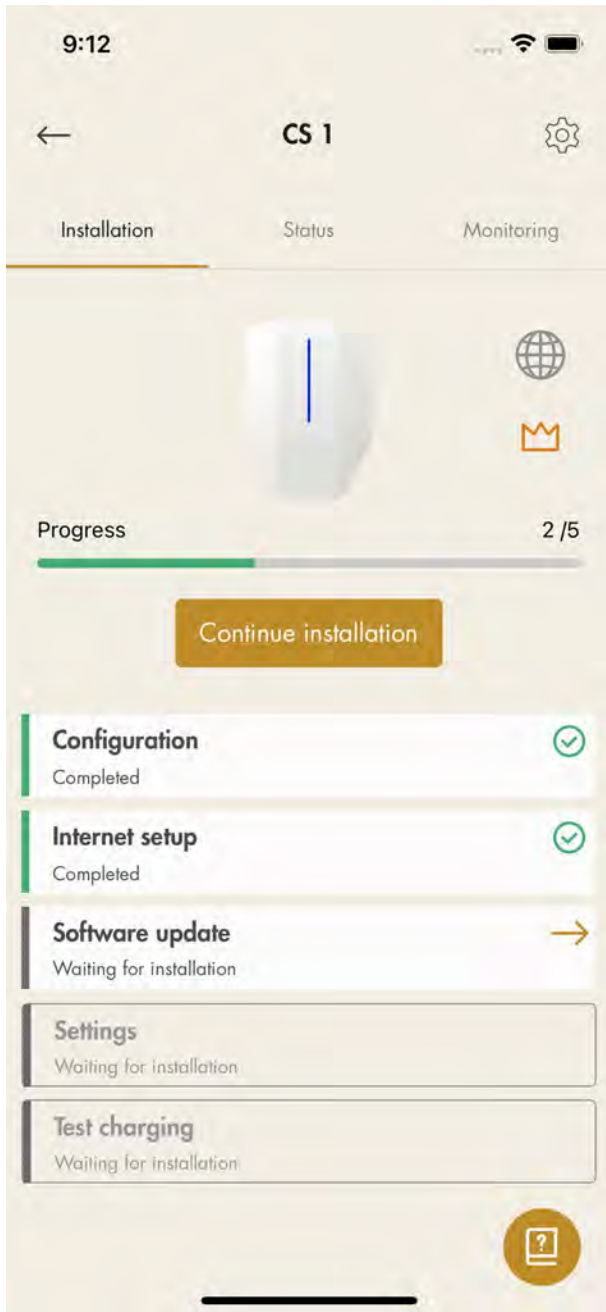 9:12
CS 1
Installation Status Monitoring
Progress 2 /5
Continue installation
Configuration
Completed
Internet setup
Completed
Software update
Waiting for installation
Settings
Waiting for installation
Test charging
Waiting for installation
?